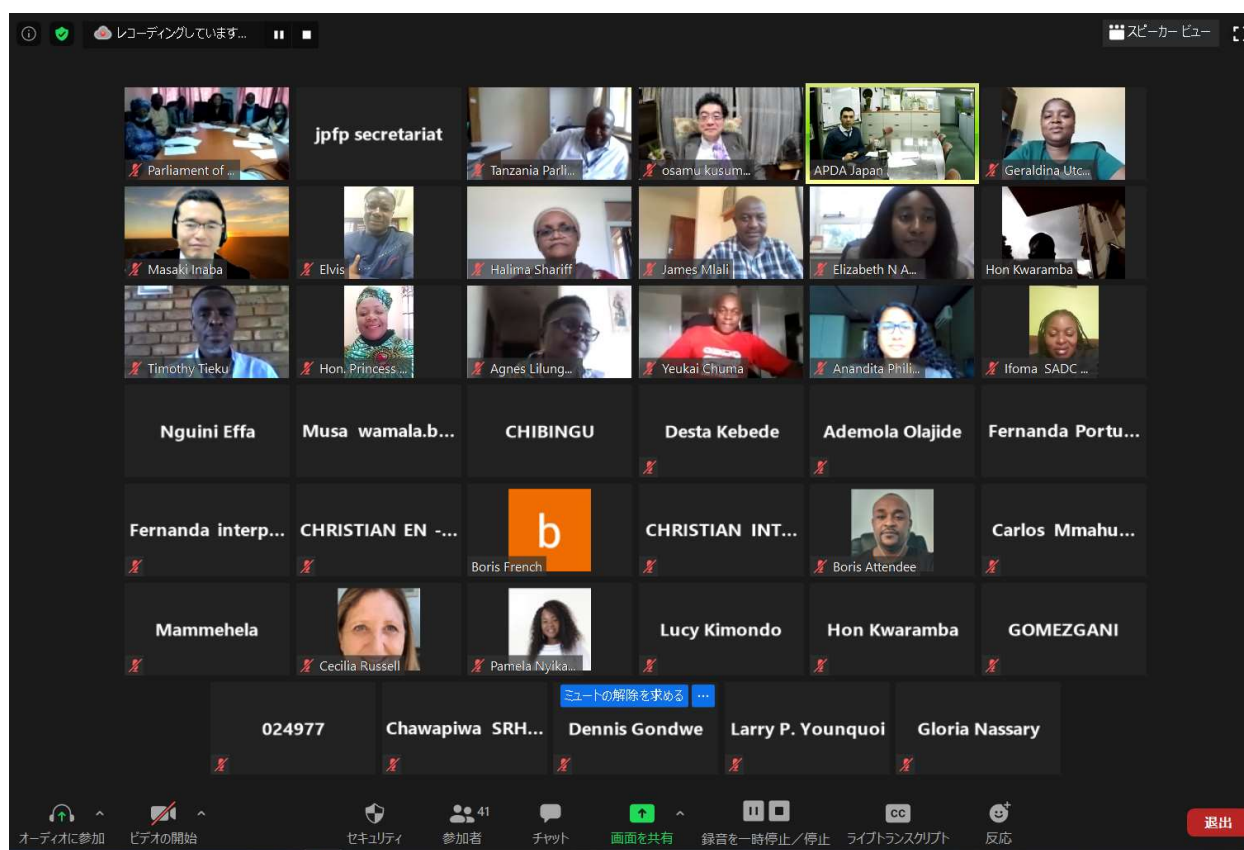 レコーディングしています...
スピーカー ビュー
Parliament of ...
jpfp secretariat
Tanzania Parli...
osamu kusum...
APDA Japan
Geraldina Utc...
Masaki Inaba
Elvis
Halima Shariff
James Mlali
Elizabeth N A...
Hon Kwaramba
Timothy Tieku
Hon. Princess ...
Agnes Lilung...
Yeukai Chuma
Anandita Phili...
Ifoma SADC ...
Nguini Effa
Musa wamala.b...
CHIBINGU
Desta Kebede
Ademola Olajide
Fernanda Portu...
Fernanda interp...
CHRISTIAN EN -...
b
Boris French
CHRISTIAN INT...
Boris Attendee
Carlos Mmahu...
Mammehela
Cecilia Russell
Pamela Nyika...
Lucy Kimondo
Hon Kwaramba
GOMEZGANI
ミュートの解除を求める ...
024977
Chawapiwa SRH...
Dennis Gondwe
Larry P. Younquoi
Gloria Nassary
オーディオに参加
ビデオの開始
セキュリティ
41
参加者
チャット
画面を共有
録音を一時停止／停止
CC
ライブトランスクリプト
反応
退出